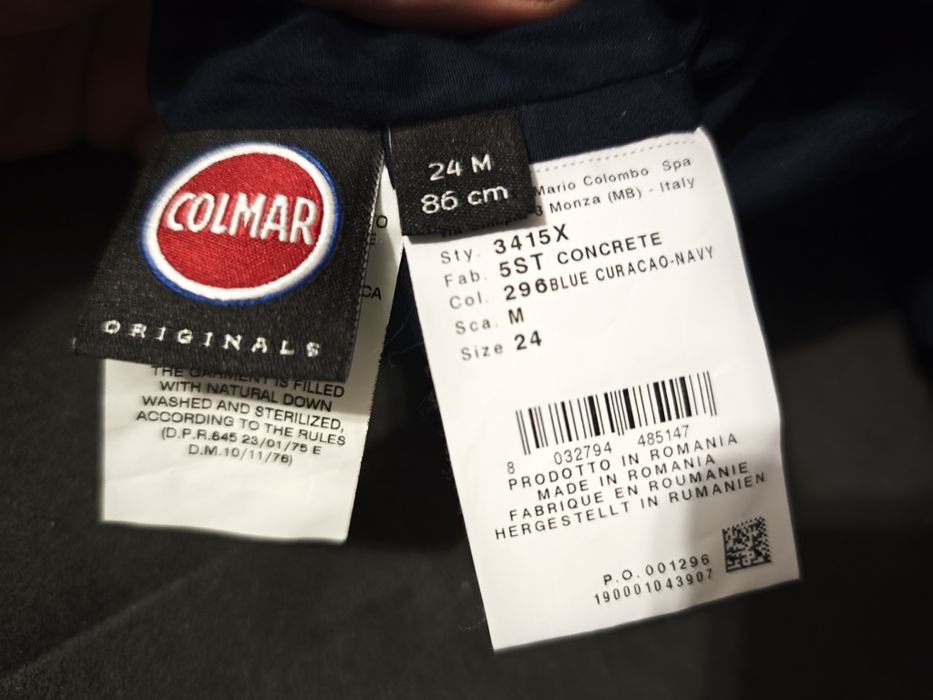 COLMAR
ORIGINALS
THE GARMENT IS FILLED
WITH NATURAL DOWN
WASHED AND STERILIZED,
ACCORDING TO THE RULES
(D.P.R.845 23/01/75 E
D.M.10/11/76)
O
CA
24 M
86 cm
Mario Colombo Spa
3 Monza (MB) - Italy
Sty. 3415X
Fab. 5ST CONCRETE
Col. 296BLUE CURACAO-NAVY
Sca. M
Size 24
8 032794 485147
PRODOTTO IN ROMANIA
MADE IN ROMANIA
FABRIQUE EN ROUMANIE
HERGESTELLT IN RUMANIEN
P.O. 001296
190001043907